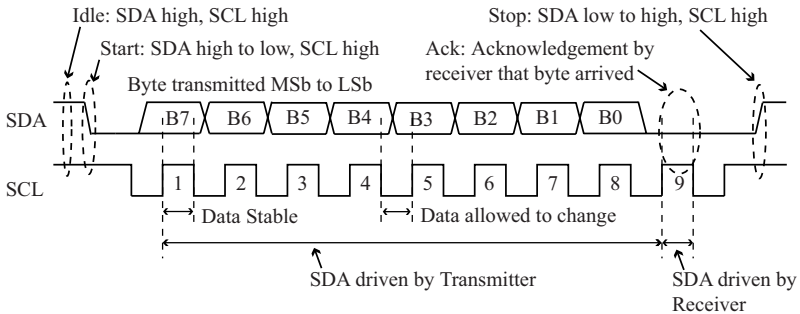 Idle: SDA high, SCL high
Stop: SDA low to high, SCL high
Start: SDA high to low, SCL high
Ack: Acknowledgement by
receiver that byte arrived
Byte transmitted MSb to LSb
SDA B7 B6 B5 B4 B3 B2 B1 B0
SCL 1 2 3 4 5 6 7 8 9
Data Stable
Data allowed to change
SDA driven by Transmitter
SDA driven by
Receiver